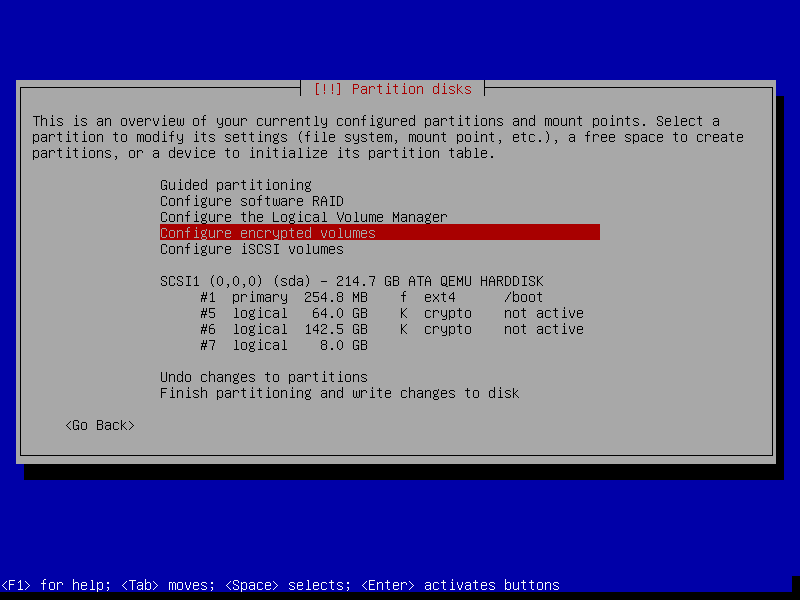 [!!] Partition disks
This is an overview of your currently configured partitions and mount points. Select a
partition to modify its settings (file system, mount point, etc.), a free space to create
partitions, or a device to initialize its partition table.
Guided partitioning
Configure software RAID
Configure the Logical Volume Manager
Configure encrypted volumes
Configure iSCSI volumes
SCSI1 (0,0,0) (sda) - 214.7 GB ATA QEMU HARDDISK
#1 primary 254.8 MB f ext4 /boot
#5 logical 64.0 GB K crypto not active
#6 logical 142.5 GB K crypto not active
#7 logical 8.0 GB
Undo changes to partitions
Finish partitioning and write changes to disk
<Go Back>
<F1> for help; <Tab> moves; <Space> selects; <Enter> activates buttons